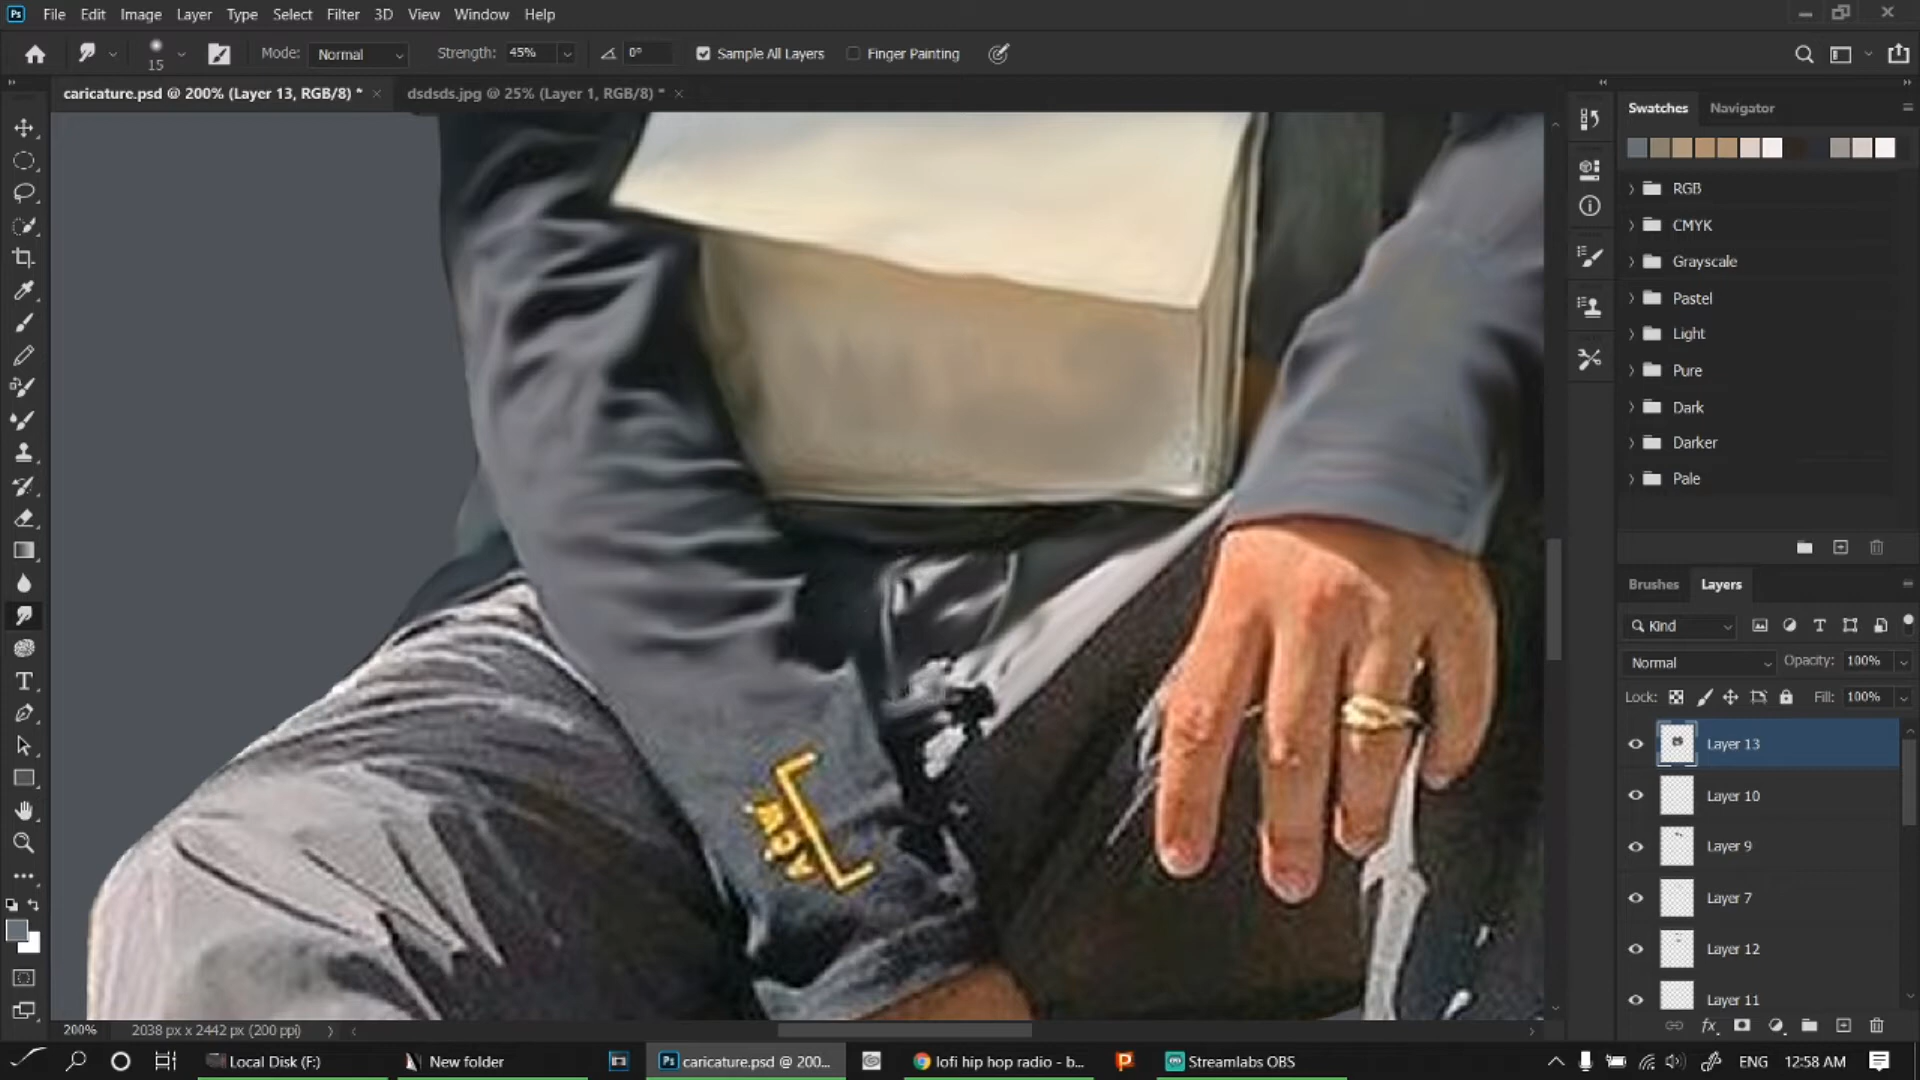 Ps File Edit Image Layer Type Select Filter 3D View Window Help
15 Mode: Normal Strength: 45% 0° Sample All Layers Finger Painting
caricature.psd @ 200% (Layer 13, RGB/8) * × dsdsds.jpg @ 25% (Layer 1, RGB/8) * ×
Swatches Navigator
RGB
CMYK
Grayscale
Pastel
Light
Pure
Dark
Darker
Pale
Brushes Layers
Kind
Normal Opacity: 100%
Lock: Fill: 100%
Layer 13
Layer 10
Layer 9
Layer 7
Layer 12
Layer 11
200% 2038 px x 2442 px (200 ppi)
Local Disk (F:) New folder Ps caricature.psd @ 200... lofi hip hop radio - b... P Streamlabs OBS ENG 12:58 AM